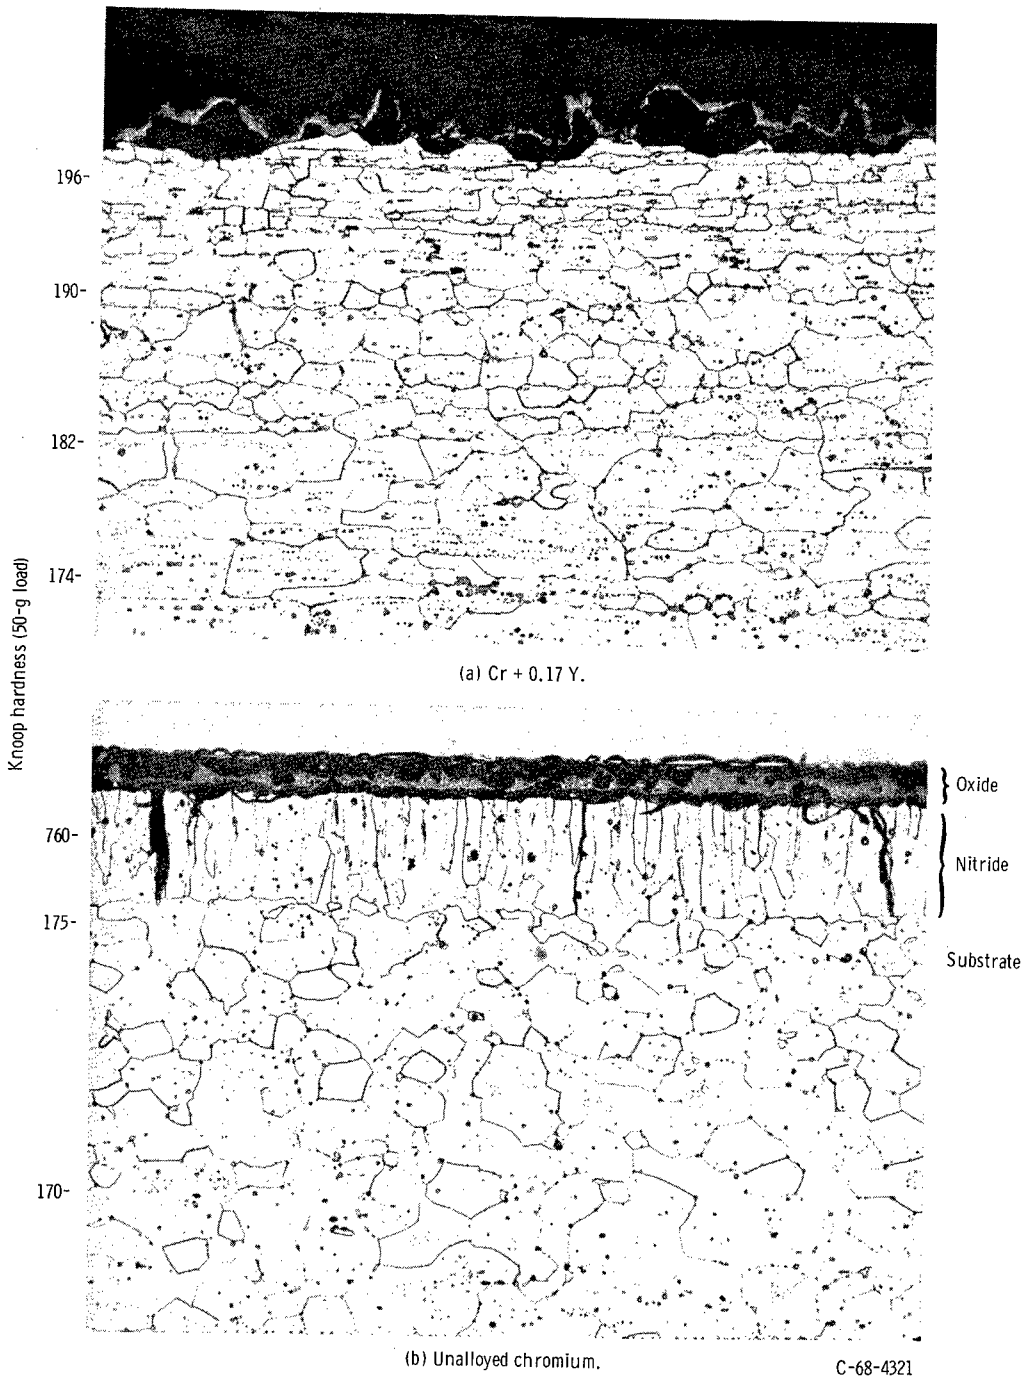 196-
190-
182-
174-
Knoop hardness (50-g load)
(a) Cr + 0.17 Y.
Oxide
760-
Nitride
175-
Substrate
170-
(b) Unalloyed chromium.
C-68-4321